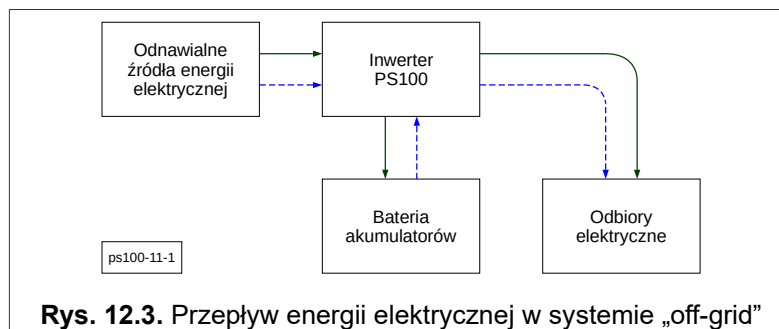 Odnawialne
źródła energii
elektrycznej
Inwerter
PS100
Bateria
akumulatorów
Odbiory
elektryczne
ps100-11-1
Rys. 12.3. Przepływ energii elektrycznej w systemie „off-grid”